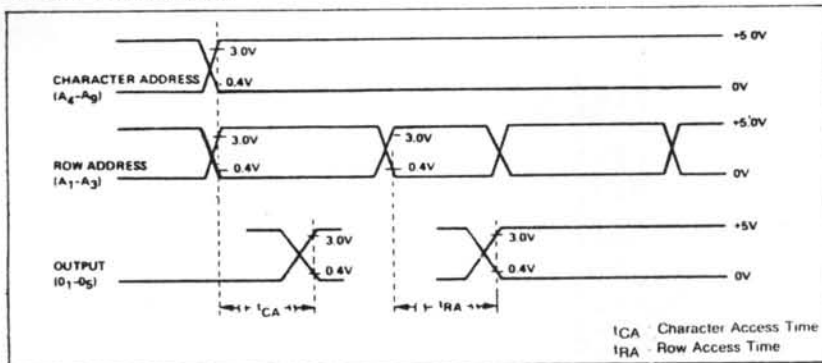 +5.0V
3.0V
0.4V
CHARACTER ADDRESS
(A4-A9)
0V
+5.0V
3.0V
3.0V
ROW ADDRESS
0.4V
0.4V
(A1-A3)
0V
+5V
3.0V
3.0V
OUTPUT
(O1-O5)
0.4V
0.4V
0V
tCA
tRA
tCA Character Access Time
tRA Row Access Time